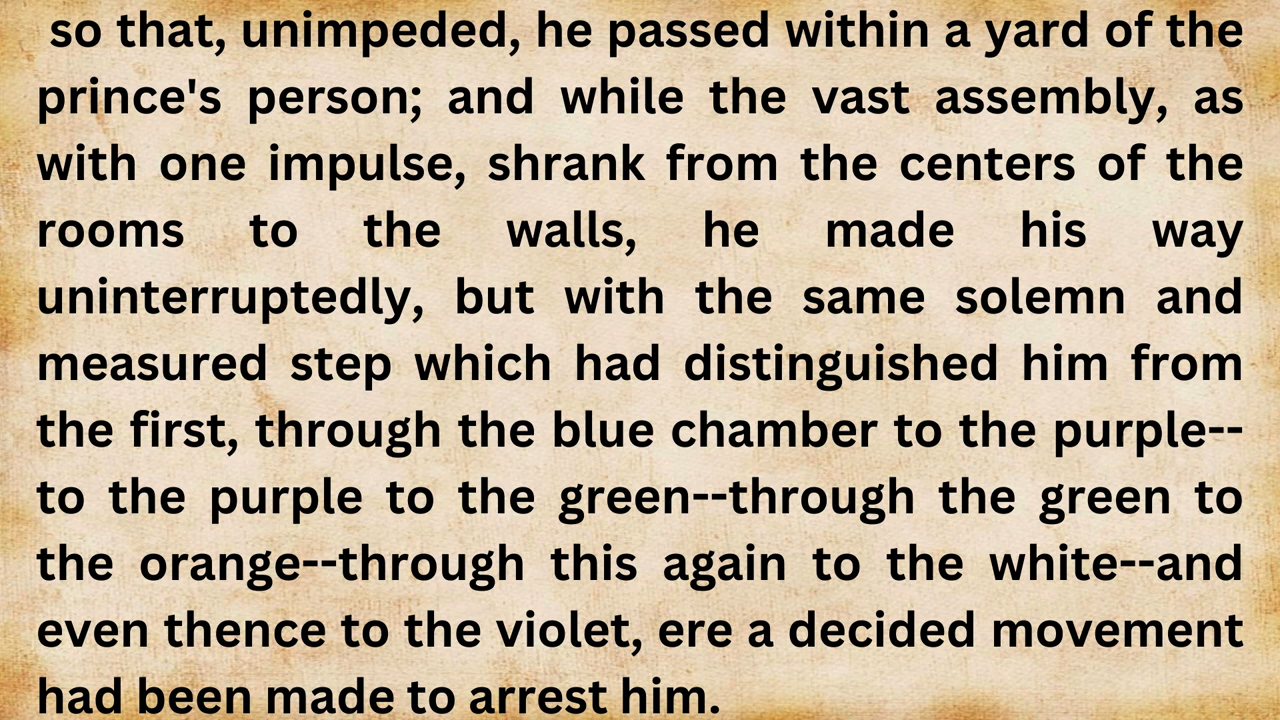 so that, unimpeded, he passed within a yard of the
prince's person; and while the vast assembly, as
with one impulse, shrank from the centers of the
rooms to the walls, he made his way
uninterruptedly, but with the same solemn and
measured step which had distinguished him from
the first, through the blue chamber to the purple--
to the purple to the green--through the green to
the orange--through this again to the white--and
even thence to the violet, ere a decided movement
had been made to arrest him.